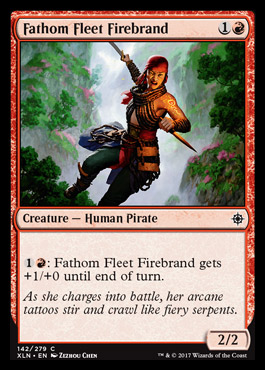 Fathom Fleet Firebrand 1
Creature — Human Pirate
1 : Fathom Fleet Firebrand gets
+1/+0 until end of turn.
As she charges into battle, her arcane
tattoos stir and crawl like fiery serpents.
2/2
142/279 C
XLN • EN Zezhou Chen
™ & © 2017 Wizards of the Coast